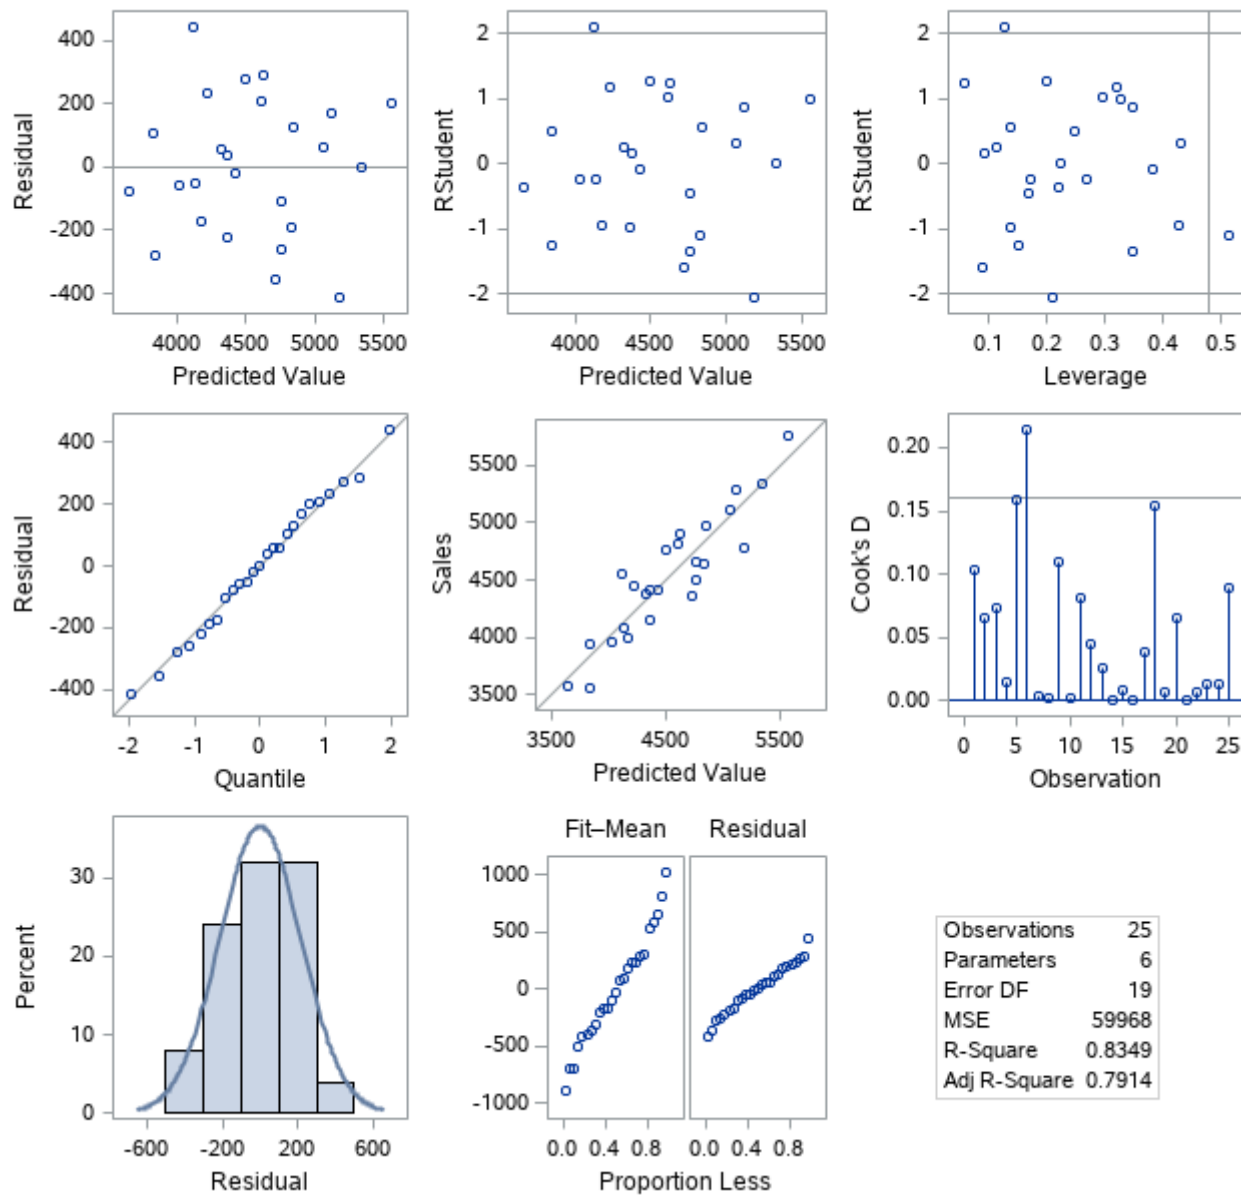 400
200
0
-200
-400
Residual
4000 4500 5000 5500
Predicted Value
2
1
0
-1
-2
RStudent
4000 4500 5000 5500
Predicted Value
2
1
0
-1
-2
RStudent
0.1 0.2 0.3 0.4 0.5
Leverage
400
200
0
-200
-400
Residual
-2 -1 0 1 2
Quantile
5500
5000
4500
4000
3500
Sales
3500 4500 5500
Predicted Value
0.20
0.15
0.10
0.05
0.00
Cook's D
0 5 10 15 20 25
Observation
30
20
10
0
Percent
-600 -200 200 600
Residual
Fit–Mean Residual
1000
500
0
-500
-1000
0.0 0.4 0.8 0.0 0.4 0.8
Proportion Less
Observations 25
Parameters 6
Error DF 19
MSE 59968
R-Square 0.8349
Adj R-Square 0.7914